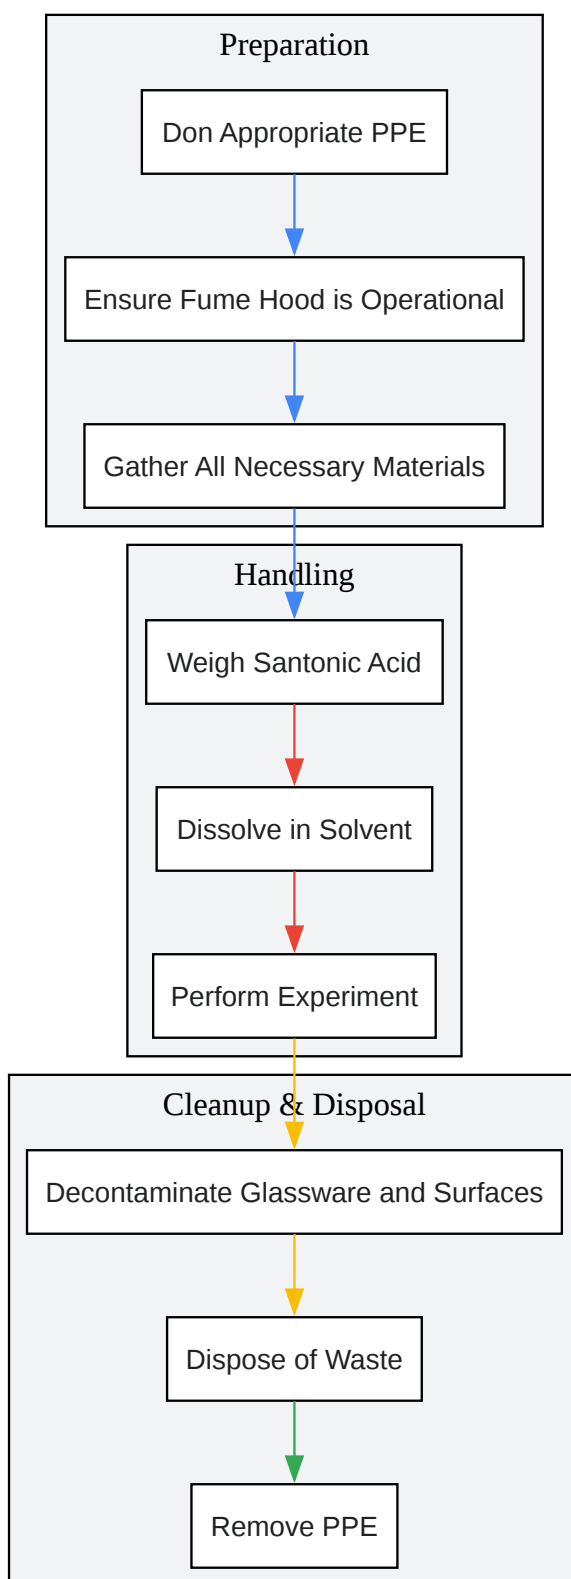 Preparation
Don Appropriate PPE
Ensure Fume Hood is Operational
Gather All Necessary Materials
Handling
Weigh Santonic Acid
Dissolve in Solvent
Perform Experiment
Cleanup & Disposal
Decontaminate Glassware and Surfaces
Dispose of Waste
Remove PPE